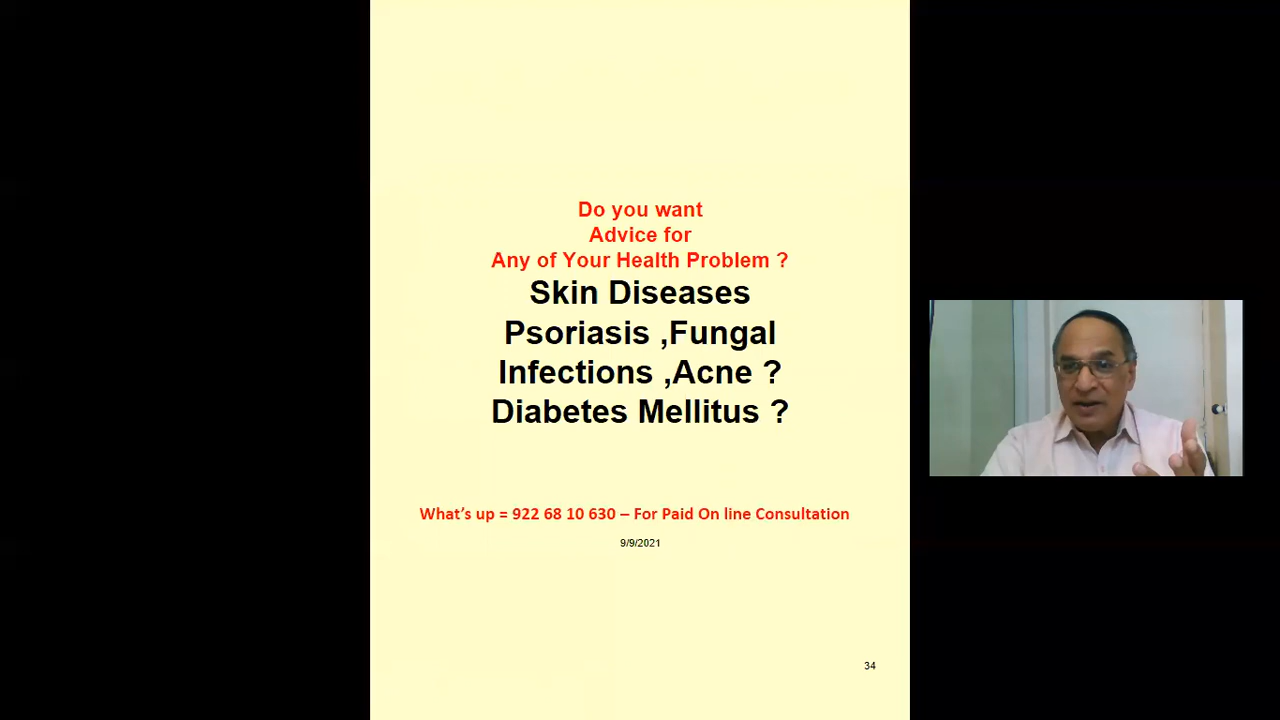 Do you want
Advice for
Any of Your Health Problem ?
Skin Diseases
Psoriasis ,Fungal
Infections ,Acne ?
Diabetes Mellitus ?
What's up = 922 68 10 630 – For Paid On line Consultation
9/9/2021
34